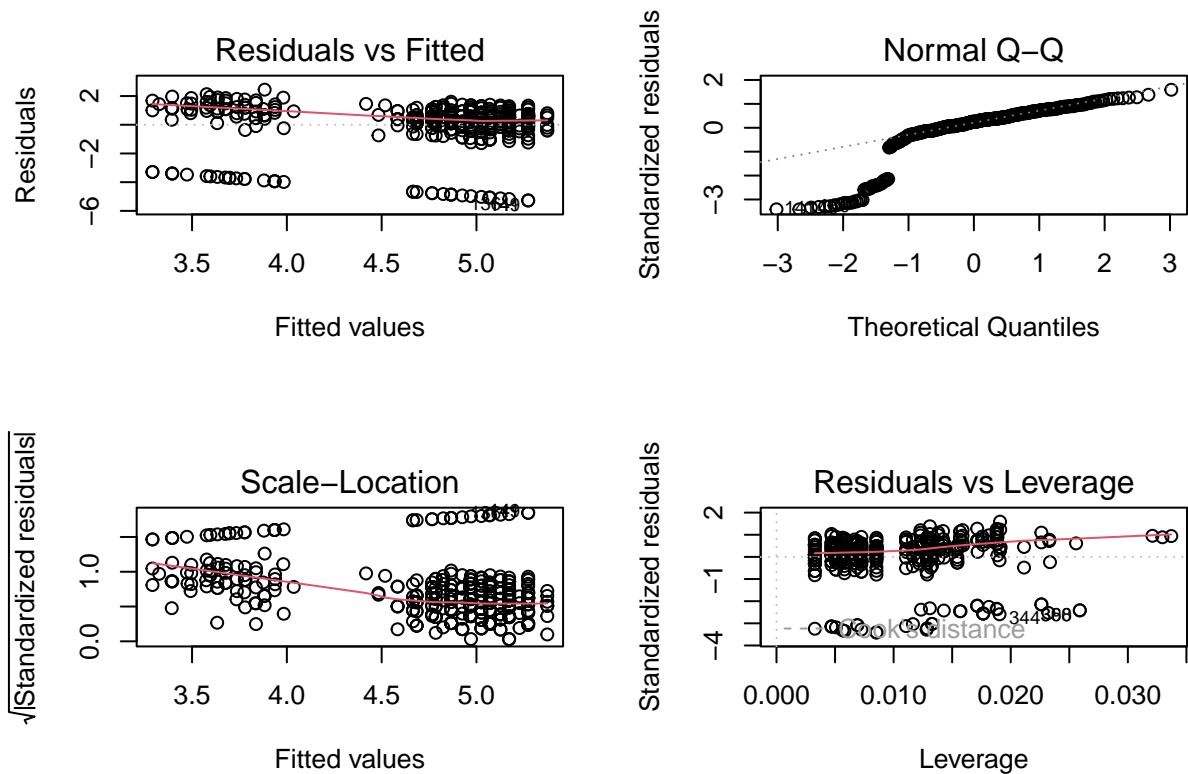 Residuals vs Fitted
Residuals
2
−2
−6
3.5 4.0 4.5 5.0
Fitted values
Normal Q−Q
Standardized residuals
2
0
−3
−3 −2 −1 0 1 2 3
Theoretical Quantiles
Scale−Location
√|Standardized residuals|
1.0
0.0
3.5 4.0 4.5 5.0
Fitted values
Residuals vs Leverage
Standardized residuals
2
−1
−4
Cook's distance
0.000 0.010 0.020 0.030
Leverage